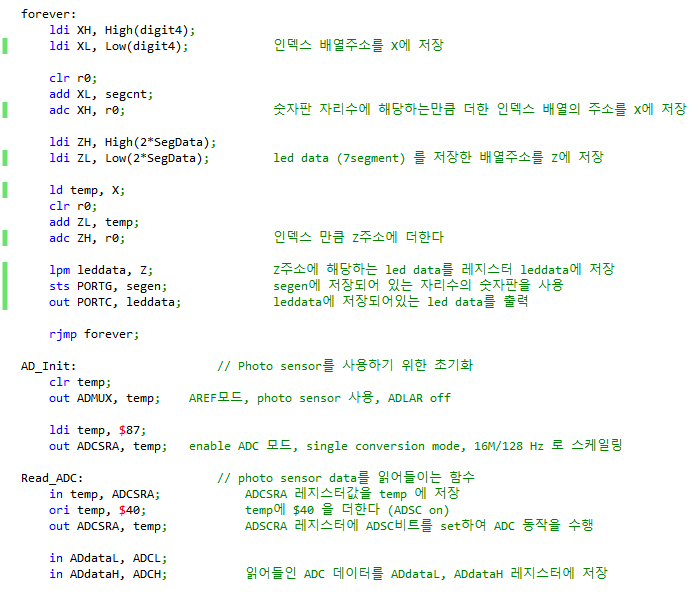 forever:
    ldi XH, High(digit4);
    ldi XL, Low(digit4);            인덱스 배열주소를 X에 저장

    clr r0;
    add XL, segcnt;
    adc XH, r0;                     숫자판 자리수에 해당하는만큼 더한 인덱스 배열의 주소를 X에 저장

    ldi ZH, High(2*SegData);
    ldi ZL, Low(2*SegData);         led data (7segment) 를 저장한 배열주소를 Z에 저장

    ld temp, X;
    clr r0;
    add ZL, temp;
    adc ZH, r0;                     인덱스 만큼 Z주소에 더한다

    lpm leddata, Z;                 Z주소에 해당하는 led data를 레지스터 leddata에 저장
    sts PORTG, segen;               segen에 저장되어 있는 자리수의 숫자판을 사용
    out PORTC, leddata;             leddata에 저장되어있는 led data를 출력

    rjmp forever;

AD_Init:                    // Photo sensor를 사용하기 위한 초기화
    clr temp;
    out ADMUX, temp;    AREF모드, photo sensor 사용, ADLAR off

    ldi temp, $87;
    out ADCSRA, temp;   enable ADC 모드, single conversion mode, 16M/128 Hz 로 스케일링

Read_ADC:                   // photo sensor data를 읽어들이는 함수
    in temp, ADCSRA;            ADCSRA 레지스터값을 temp 에 저장
    ori temp, $40;              temp에 $40 을 더한다 (ADSC on)
    out ADCSRA, temp;           ADSCRA 레지스터에 ADSC비트를 set하여 ADC 동작을 수행

    in ADdataL, ADCL;
    in ADdataH, ADCH;           읽어들인 ADC 데이터를 ADdataL, ADdataH 레지스터에 저장